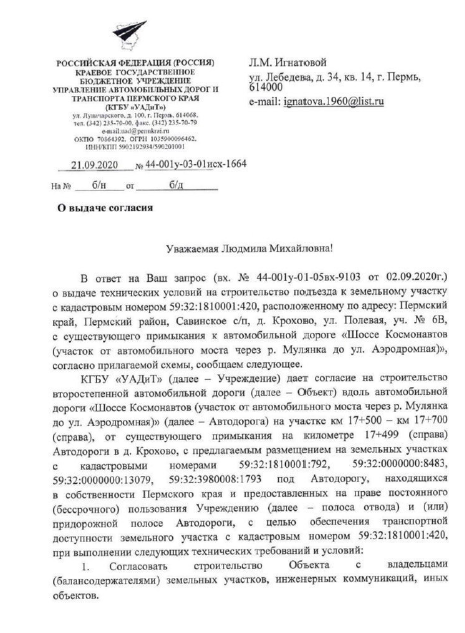 РОССИЙСКАЯ ФЕДЕРАЦИЯ (РОССИЯ)
КРАЕВОЕ ГОСУДАРСТВЕННОЕ
БЮДЖЕТНОЕ УЧРЕЖДЕНИЕ
УПРАВЛЕНИЕ АВТОМОБИЛЬНЫХ ДОРОГ И
ТРАНСПОРТА ПЕРМСКОГО КРАЯ
(КГБУ «УАДиТ»)
г. Пермь, 614068,
тел. (342) 235-70-00, факс. (342) 235-70-79
ОКПО 70664392, ОГРН 1035900096462,
ИНН/КПП 5902192934/590201001
21.09.2020 № 44-001у-03-01исх-1664
На № б/н от б/д
О выдаче согласия
Л.М. Игнатовой
ул. Лебедева, д. 34, кв. 14, г. Пермь,
614000
e-mail: ignatova.1960@list.ru
Уважаемая Людмила Михайловна!
В ответ на Ваш запрос (вх. № 44-001у-01-05вх-9103 от 02.09.2020г.)
о выдаче технических условий на строительство подъезда к земельному участку
с кадастровым номером 59:32:1810001:420, расположенному по адресу: Пермский
край, Пермский район, Савинское с/п, д. Крохово, ул. Полевая, уч. № 6В,
с существующего примыкания к автомобильной дороге «Шоссе Космонавтов
(участок от автомобильного моста через р. Мулянка до ул. Аэродромная)»,
согласно прилагаемой схемы, сообщаем следующее.
КГБУ «УАДиТ» (далее – Учреждение) дает согласие на строительство
второстепенной автомобильной дороги (далее – Объект) вдоль автомобильной
дороги «Шоссе Космонавтов (участок от автомобильного моста через р. Мулянка
до ул. Аэродромная)» (далее – Автодорога) на участке км 17+500 – км 17+700
(справа), от существующего примыкания на километре 17+499 (справа)
Автодороги в д. Крохово, с предлагаемым размещением на земельных участках
с кадастровыми номерами 59:32:1810001:792, 59:32:0000000:8483,
59:32:0000000:13079, 59:32:3980008:1793 под Автодорогу, находящихся
в собственности Пермского края и предоставленных на праве постоянного
(бессрочного) пользования Учреждению (далее – полоса отвода) и (или)
придорожной полосе Автодороги, с целью обеспечения транспортной
доступности земельного участка с кадастровым номером 59:32:1810001:420,
при выполнении следующих технических требований и условий:
1. Согласовать строительство Объекта с владельцами
(балансодержателями) земельных участков, инженерных коммуникаций, иных
объектов.